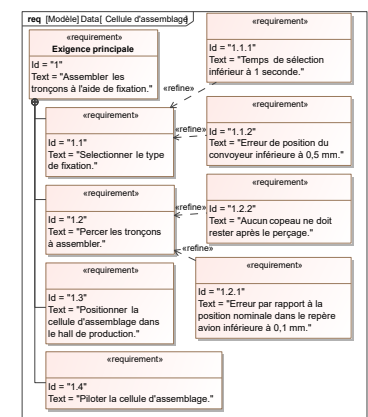 req [Modèle] Data[ Cellule d'assemblage]
«requirement»
Exigence principale
Id = "1"
Text = "Assembler les
tronçons à l'aide de fixation."
«requirement»
Id = "1.1.1"
Text = "Temps de sélection
inférieur à 1 seconde."
«refine»
«requirement»
Id = "1.1"
Text = "Selectionner le type
de fixation."
«refine»
«requirement»
Id = "1.1.2"
Text = "Erreur de position du
convoyeur inférieure à 0,5 mm."
«requirement»
Id = "1.2"
Text = "Percer les tronçons
à assembler."
«refine»
«requirement»
Id = "1.2.2"
Text = "Aucun copeau ne doit
rester après le perçage."
«refine»
«requirement»
Id = "1.3"
Text = "Positionner la
cellule d'assemblage dans
le hall de production."
«requirement»
Id = "1.2.1"
Text = "Erreur par rapport à la
position nominale dans le repère
avion inférieure à 0,1 mm."
«requirement»
Id = "1.4"
Text = "Piloter la cellule d'assemblage."